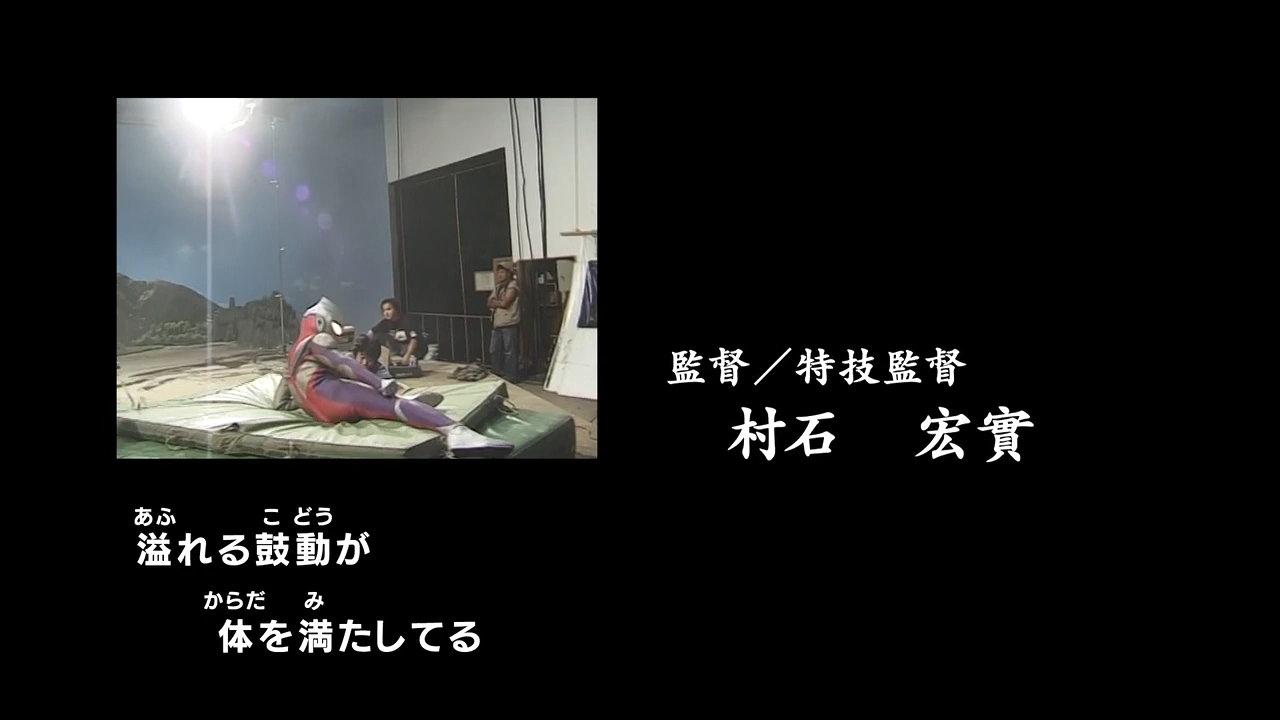 監督／特技監督
村石 宏實
あふ こ どう
溢れる鼓動が
からだ み
体を満たしてる